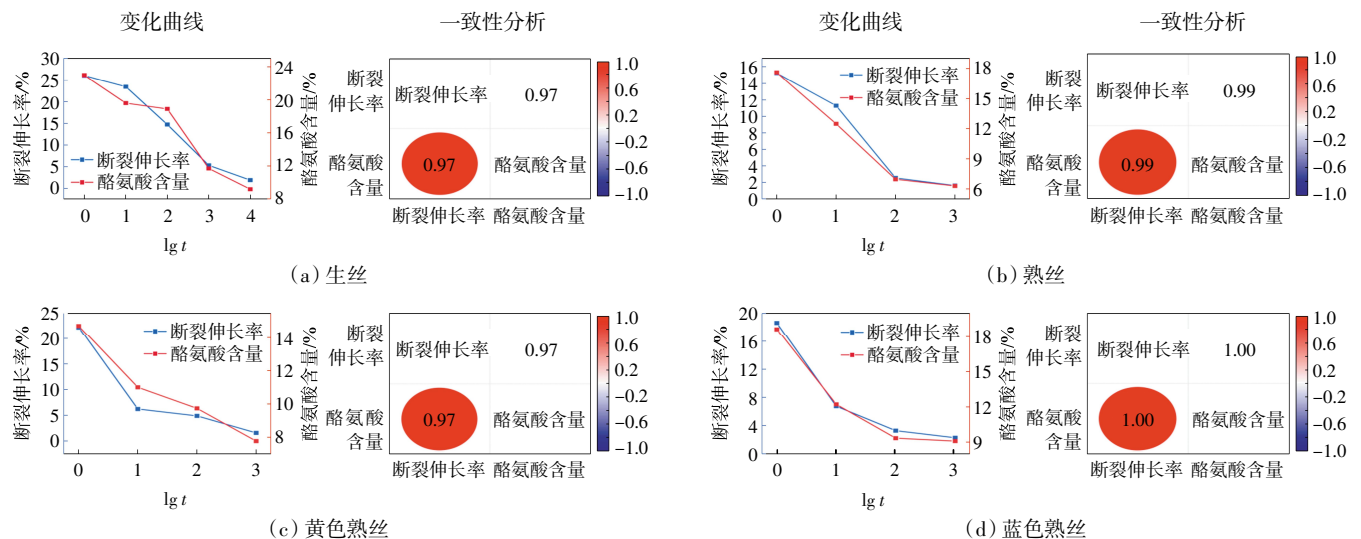 变化曲线
一致性分析
变化曲线
一致性分析
断裂伸长率/%
30
25
20
15
10
5
0
断裂伸长率
酪氨酸含量
24
20
16
12
8
酪氨酸含量/%
0 1 2 3 4
lg t
断裂
伸长率
断裂伸长率 0.97
酪氨酸
含量
0.97 酪氨酸含量
断裂伸长率 酪氨酸含量
1.0
0.6
0.2
-0.2
-0.6
-1.0
(a)生丝
断裂伸长率/%
16
14
12
10
8
6
4
2
0
断裂伸长率
酪氨酸含量
18
15
12
9
6
酪氨酸含量/%
0 1 2 3
lg t
断裂
伸长率
断裂伸长率 0.99
酪氨酸
含量
0.99 酪氨酸含量
断裂伸长率 酪氨酸含量
1.0
0.6
0.2
-0.2
-0.6
-1.0
(b)熟丝
断裂伸长率/%
25
20
15
10
5
0
断裂伸长率
酪氨酸含量
14
12
10
8
酪氨酸含量/%
0 1 2 3
lg t
断裂
伸长率
断裂伸长率 0.97
酪氨酸
含量
0.97 酪氨酸含量
断裂伸长率 酪氨酸含量
1.0
0.6
0.2
-0.2
-0.6
-1.0
(c)黄色熟丝
断裂伸长率/%
20
16
12
8
4
0
断裂伸长率
酪氨酸含量
18
15
12
9
酪氨酸含量/%
0 1 2 3
lg t
断裂
伸长率
断裂伸长率 1.00
酪氨酸
含量
1.00 酪氨酸含量
断裂伸长率 酪氨酸含量
1.0
0.6
0.2
-0.2
-0.6
-1.0
(d)蓝色熟丝